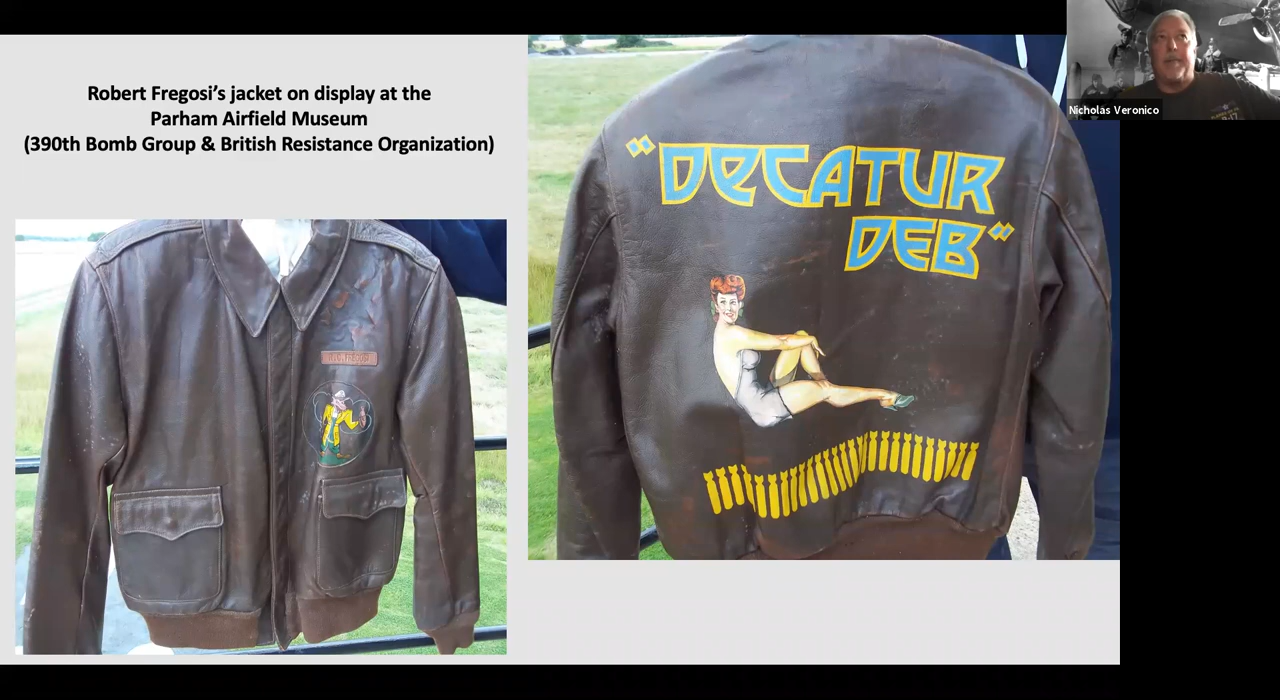 Robert Fregosi’s jacket on display at the
Parham Airfield Museum
(390th Bomb Group & British Resistance Organization)
"DECATUR
DEB"
Nicholas Veronico